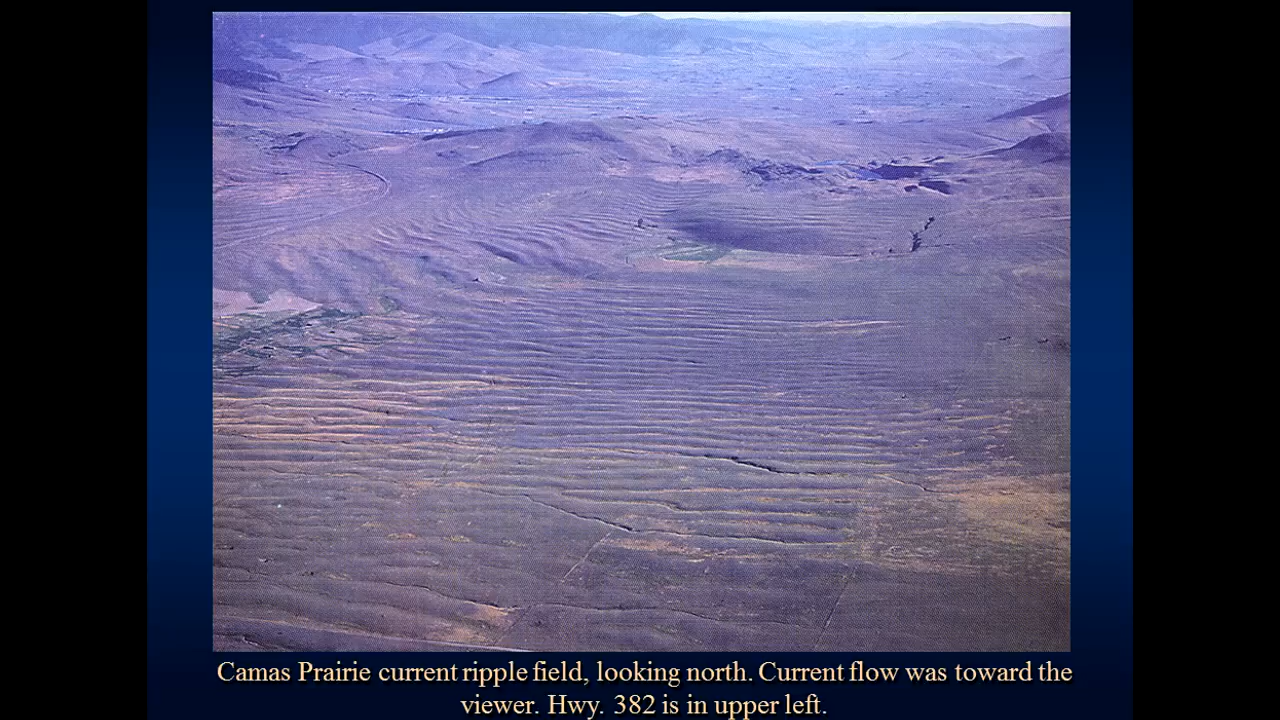 Camas Prairie current ripple field, looking north. Current flow was toward the
viewer. Hwy. 382 is in upper left.